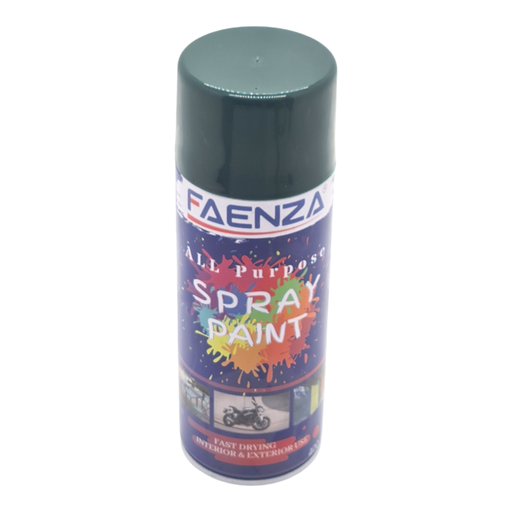 FAENZA®
ALL Purpose
SPRAY
PAINT
FAST DRYING
INTERIOR & EXTERIOR USE